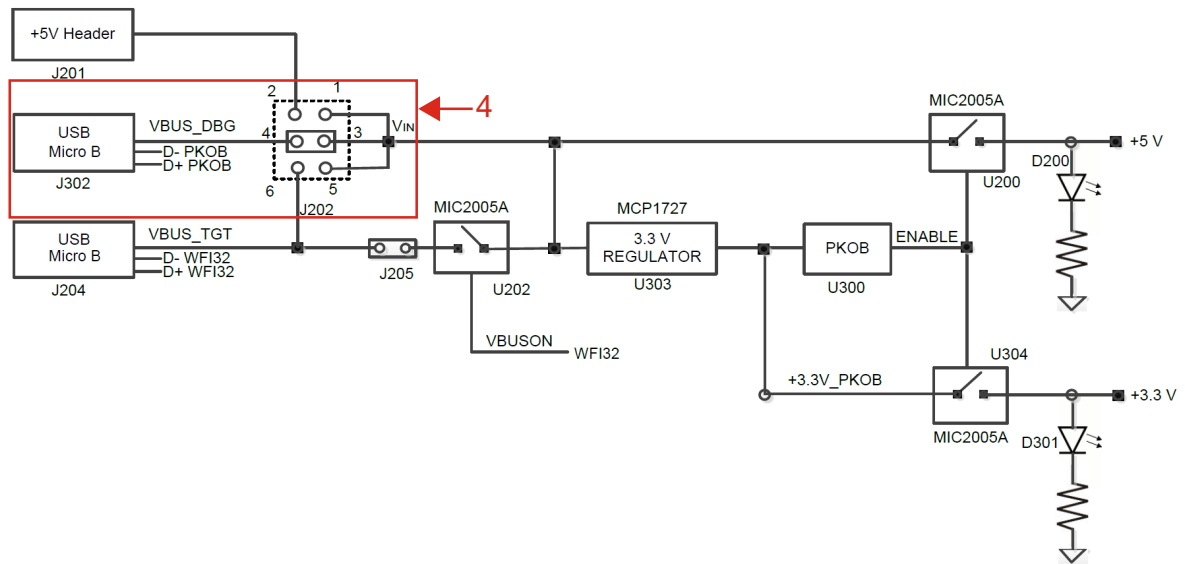 +5V Header
J201
2
1
4
USB
Micro B
VBUS_DBG
D- PKOB
D+ PKOB
J302
4
3
VIN
6
5
J202
USB
Micro B
VBUS_TGT
D- WFI32
D+ WFI32
J204
J205
MIC2005A
U202
VBUSON
WFI32
MCP1727
3.3 V
REGULATOR
U303
PKOB
U300
ENABLE
MIC2005A
U200
+5 V
D200
+3.3V_PKOB
U304
MIC2005A
+3.3 V
D301